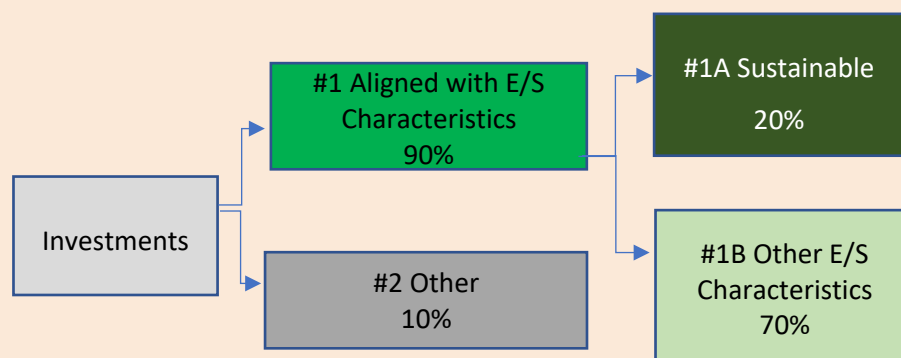 Investments
#1 Aligned with E/S
Characteristics
90%
#2 Other
10%
#1A Sustainable
20%
#1B Other E/S
Characteristics
70%